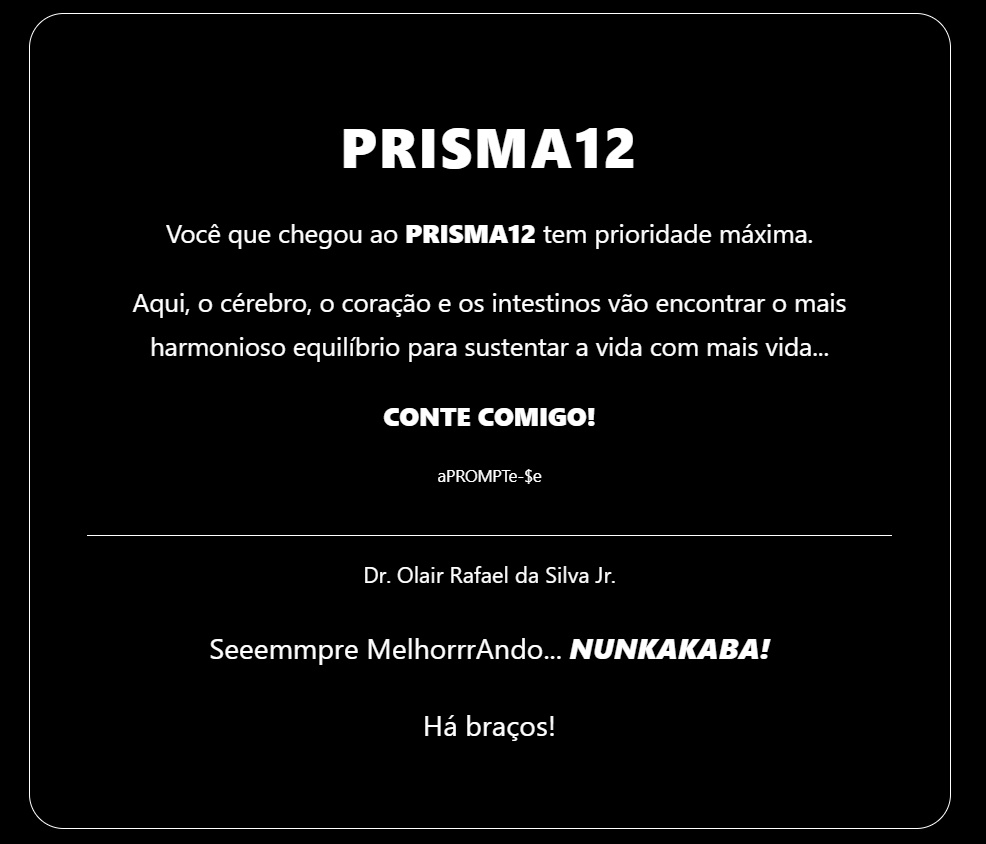 PRISMA12
Você que chegou ao PRISMA12 tem prioridade máxima.
Aqui, o cérebro, o coração e os intestinos vão encontrar o mais
harmonioso equilíbrio para sustentar a vida com mais vida...
CONTE COMIGO!
aPROMPTe-$e
Dr. Olair Rafael da Silva Jr.
Seeemmpre MelhorrrAndo... NUNKAKABA!
Há braços!